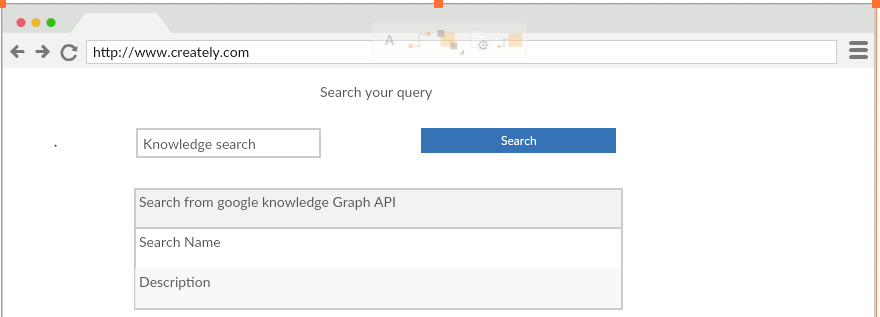 http://www.creately.com
A
Search your query
Knowledge search
Search
Search from google knowledge Graph API
Search Name
Description